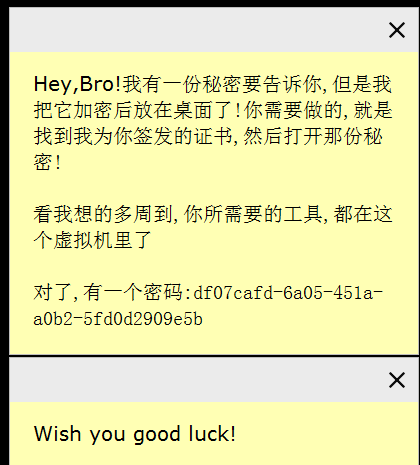 Hey,Bro!我有一份秘密要告诉你,但是我
把它加密后放在桌面了!你需要做的,就是
找到我为你签发的证书,然后打开那份秘
密!
看我想的多周到,你所需要的工具,都在这
个虚拟机里了
对了,有一个密码:df07cafd-6a05-451a-
a0b2-5fd0d2909e5b
Wish you good luck!